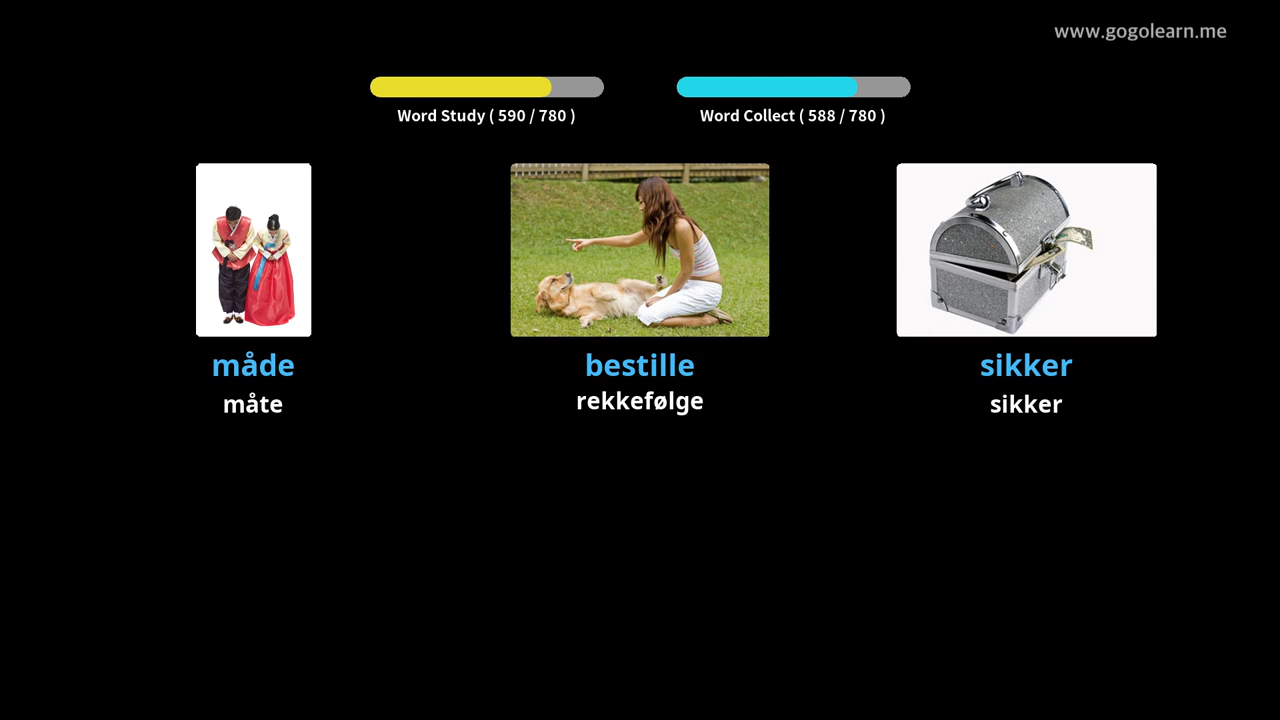 www.gogolearn.me
Word Study ( 590 / 780 )
Word Collect ( 588 / 780 )
måde
bestille
sikker
måte
rekkefølge
sikker